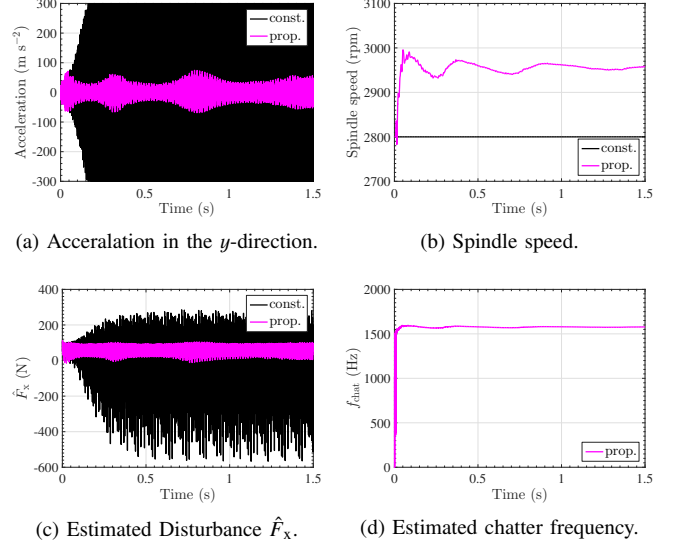 300
200
100
0
-100
-200
-300
Acceleration (m s⁻²)
const.
prop.
0 0.5 1 1.5
Time (s)
(a) Acceralation in the y-direction.
3100
3000
2900
2800
2700
Spindle speed (rpm)
const.
prop.
0 0.5 1 1.5
Time (s)
(b) Spindle speed.
400
200
0
-200
-400
-600
F̂x (N)
const.
prop.
0 0.5 1 1.5
Time (s)
(c) Estimated Disturbance F̂x.
2000
1500
1000
500
0
fchat (Hz)
prop.
0 0.5 1 1.5
Time (s)
(d) Estimated chatter frequency.